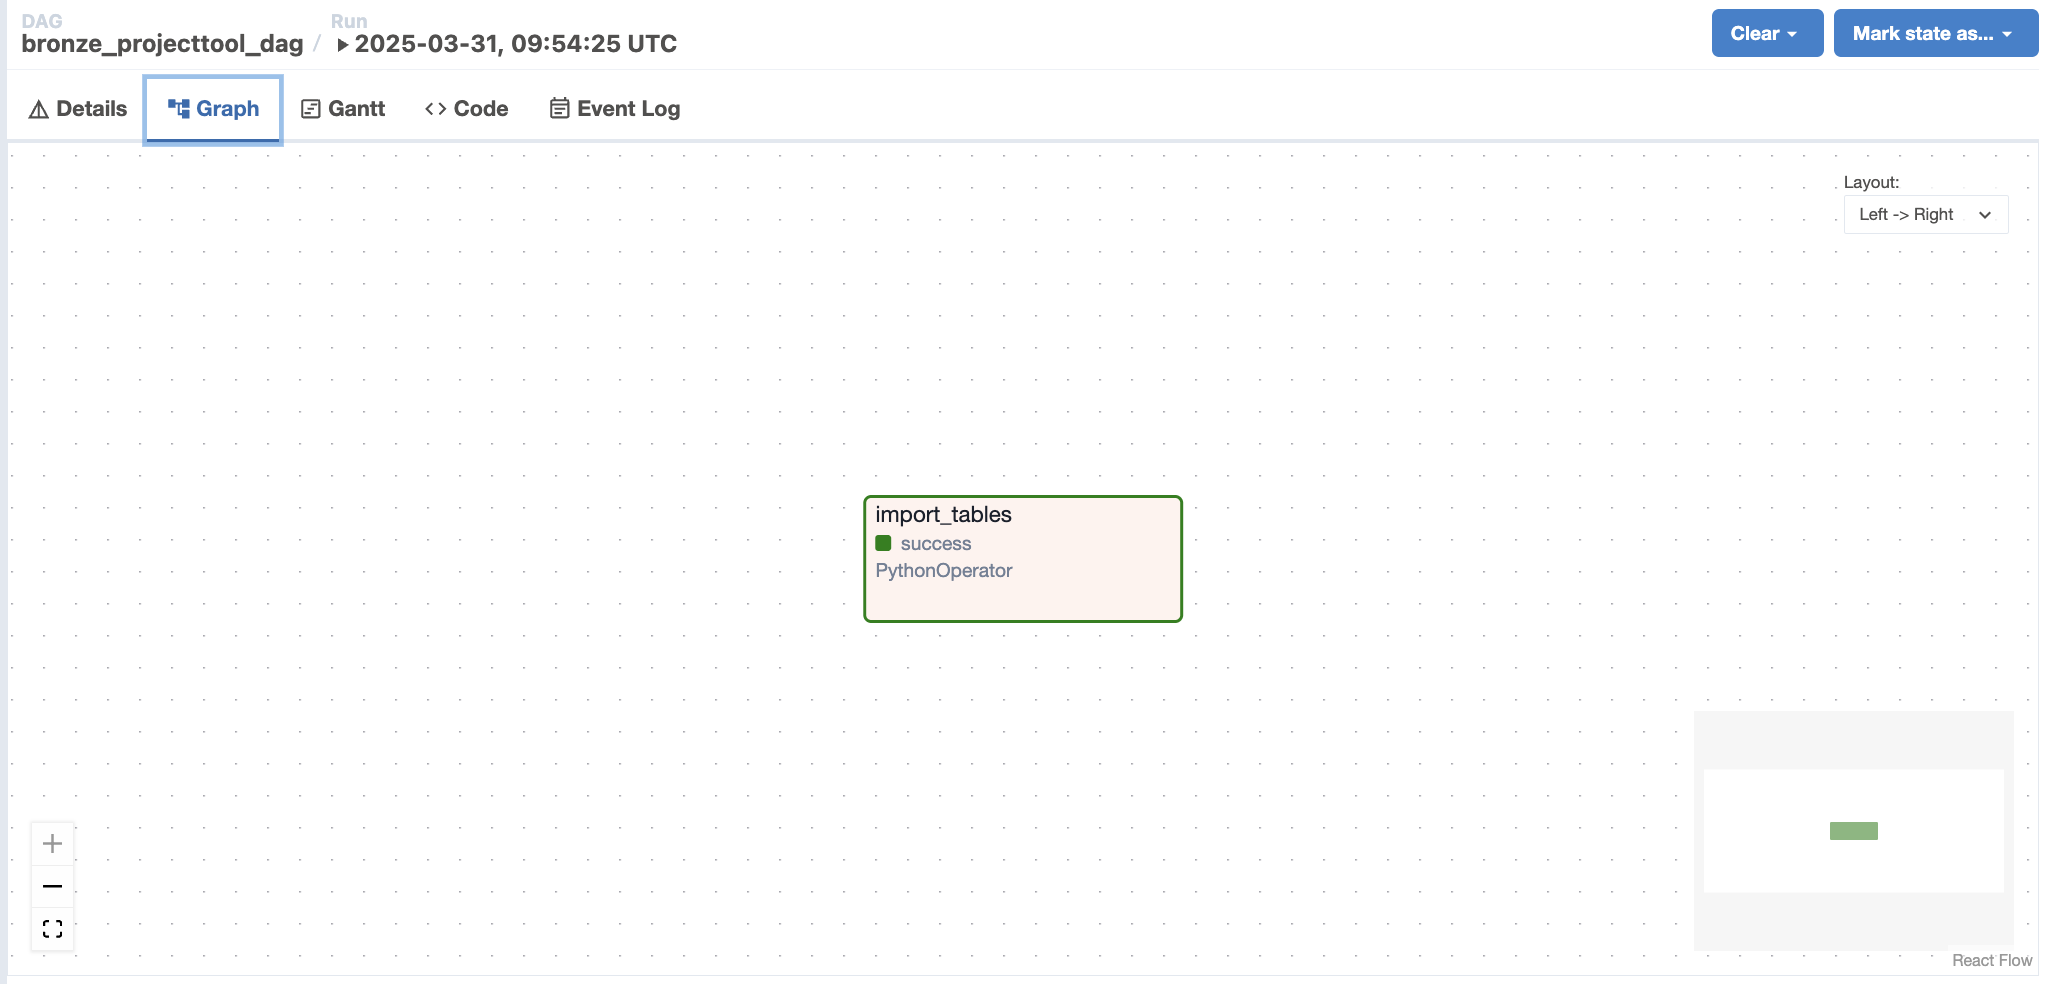 DAG
bronze_projecttool_dag
/
Run
2025-03-31, 09:54:25 UTC
Clear
Mark state as...
Details
Graph
Gantt
Code
Event Log
Layout:
Left -> Right
import_tables
success
PythonOperator
React Flow